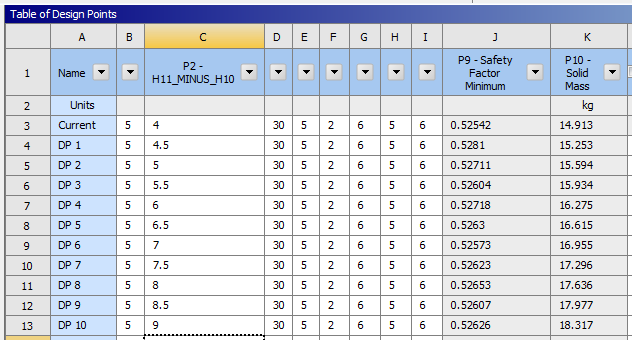 Table of Design Points
A B C D E F G H I J K
1 Name P2 - H11_MINUS_H10 P9 - Safety Factor Minimum P10 - Solid Mass
2 Units kg
3 Current 5 4 30 5 2 6 5 6 0.52542 14.913
4 DP 1 5 4.5 30 5 2 6 5 6 0.5281 15.253
5 DP 2 5 5 30 5 2 6 5 6 0.52711 15.594
6 DP 3 5 5.5 30 5 2 6 5 6 0.52604 15.934
7 DP 4 5 6 30 5 2 6 5 6 0.52718 16.275
8 DP 5 5 6.5 30 5 2 6 5 6 0.5263 16.615
9 DP 6 5 7 30 5 2 6 5 6 0.52573 16.955
10 DP 7 5 7.5 30 5 2 6 5 6 0.52623 17.296
11 DP 8 5 8 30 5 2 6 5 6 0.52653 17.636
12 DP 9 5 8.5 30 5 2 6 5 6 0.52607 17.977
13 DP 10 5 9 30 5 2 6 5 6 0.52626 18.317